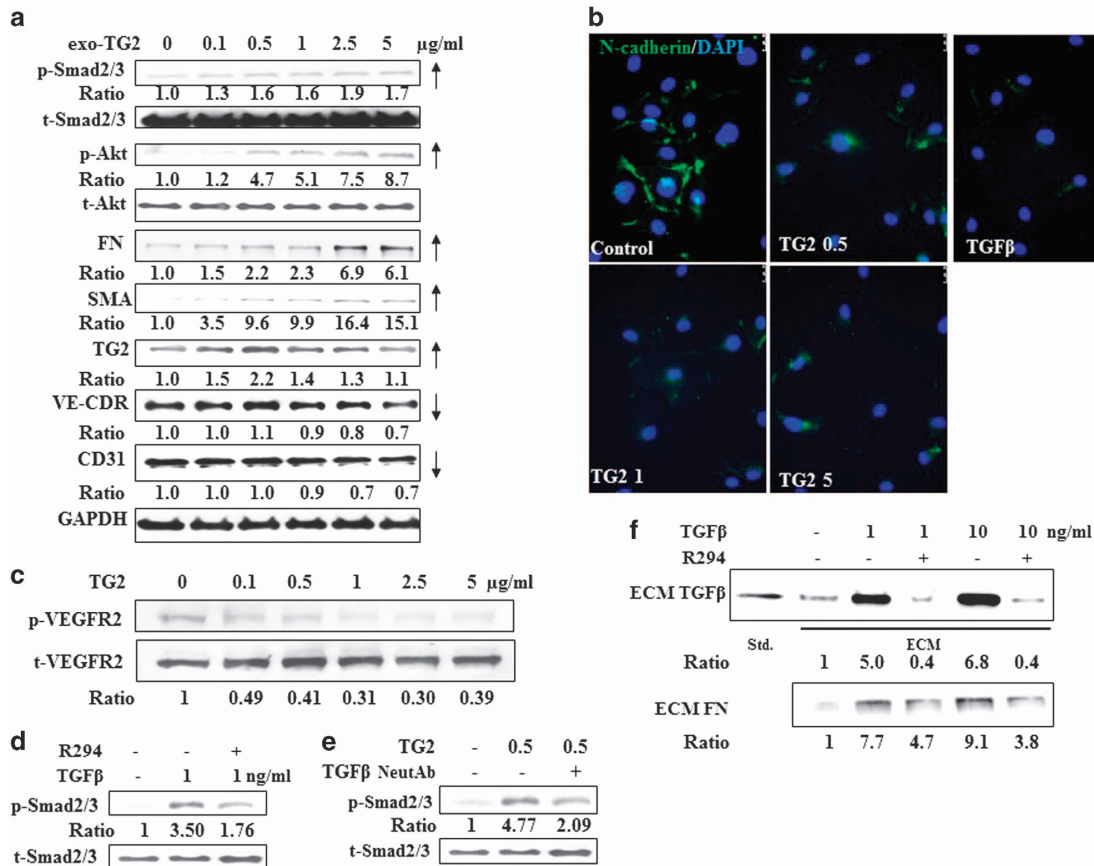 a
exo-TG2 0 0.1 0.5 1 2.5 5 µg/ml
p-Smad2/3
Ratio 1.0 1.3 1.6 1.6 1.9 1.7
t-Smad2/3
p-Akt
Ratio 1.0 1.2 4.7 5.1 7.5 8.7
t-Akt
FN
Ratio 1.0 1.5 2.2 2.3 6.9 6.1
SMA
Ratio 1.0 3.5 9.6 9.9 16.4 15.1
TG2
Ratio 1.0 1.5 2.2 1.4 1.3 1.1
VE-CDR
Ratio 1.0 1.0 1.1 0.9 0.8 0.7
CD31
Ratio 1.0 1.0 1.0 0.9 0.7 0.7
GAPDH
b
N-cadherin/DAPI
Control
TG2 0.5
TGFβ
TG2 1
TG2 5
c
TG2 0 0.1 0.5 1 2.5 5 µg/ml
p-VEGFR2
t-VEGFR2
Ratio 1 0.49 0.41 0.31 0.30 0.39
d
R294 - - +
TGFβ - 1 1 ng/ml
p-Smad2/3
Ratio 1 3.50 1.76
t-Smad2/3
e
TG2 - 0.5 0.5
TGFβ NeutAb - - +
p-Smad2/3
Ratio 1 4.77 2.09
t-Smad2/3
f
TGFβ - 1 1 10 10 ng/ml
R294 - - + - +
ECM TGFβ
Std. ECM
Ratio 1 5.0 0.4 6.8 0.4
ECM FN
Ratio 1 7.7 4.7 9.1 3.8